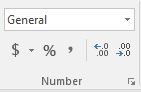 General
$ % , .0 .00
.00 .0
Number